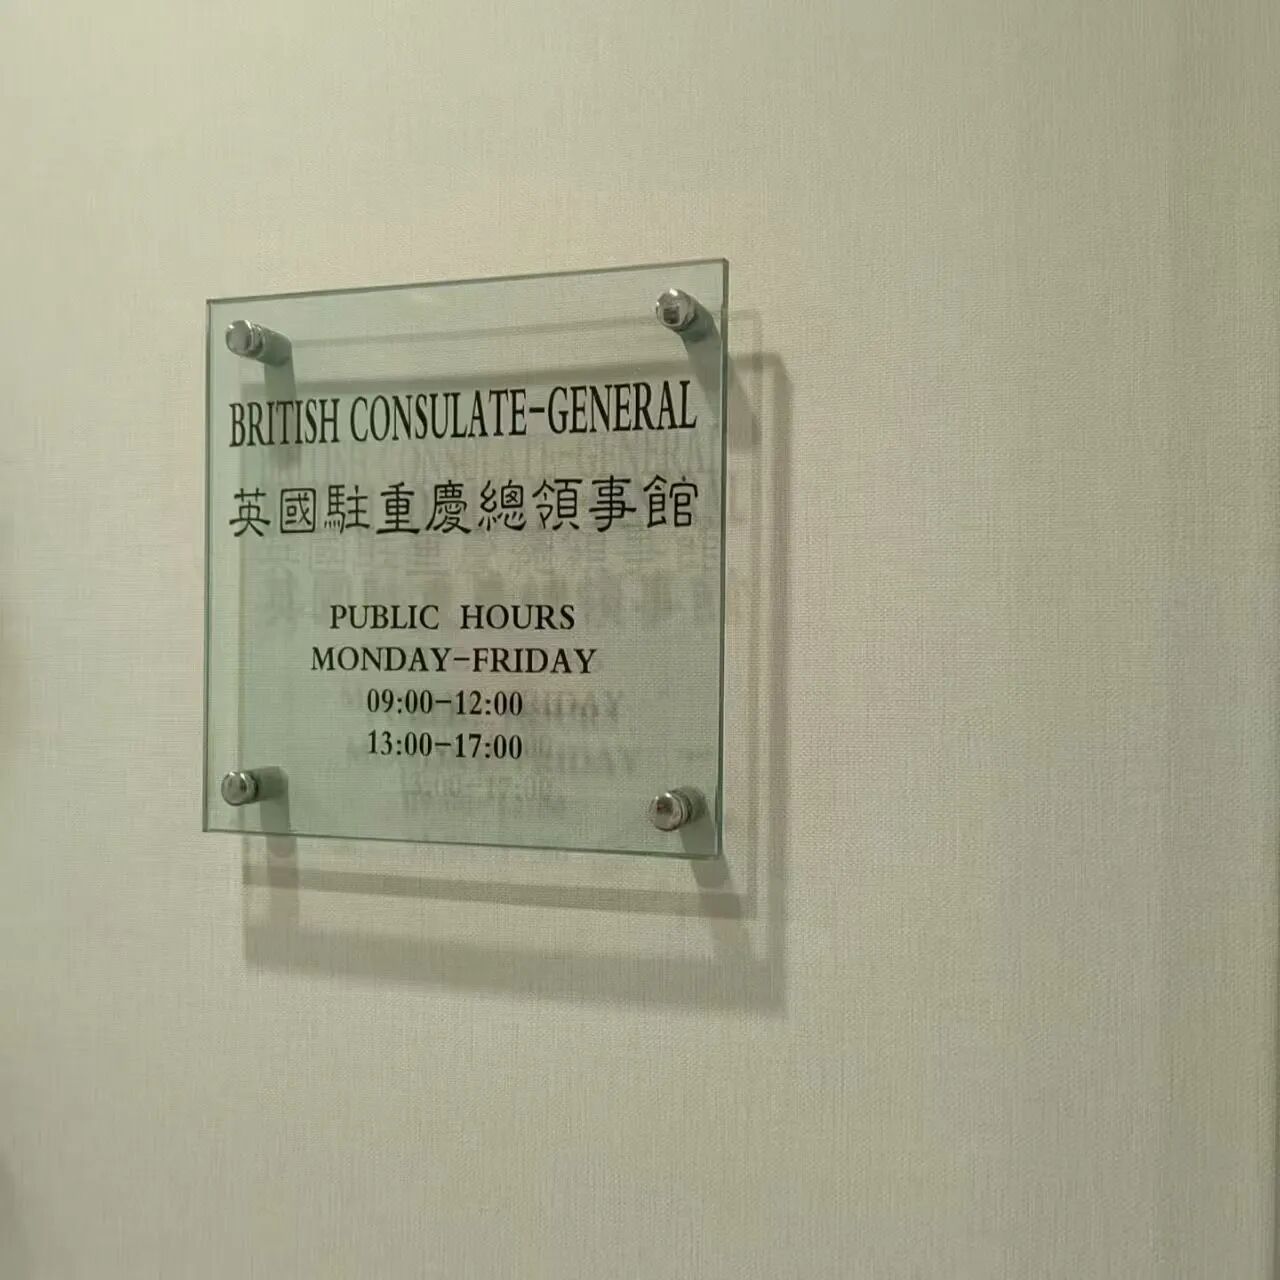 BRITISH CONSULATE-GENERAL
英國駐重慶總領事館
PUBLIC HOURS
MONDAY-FRIDAY
09:00-12:00
13:00-17:00